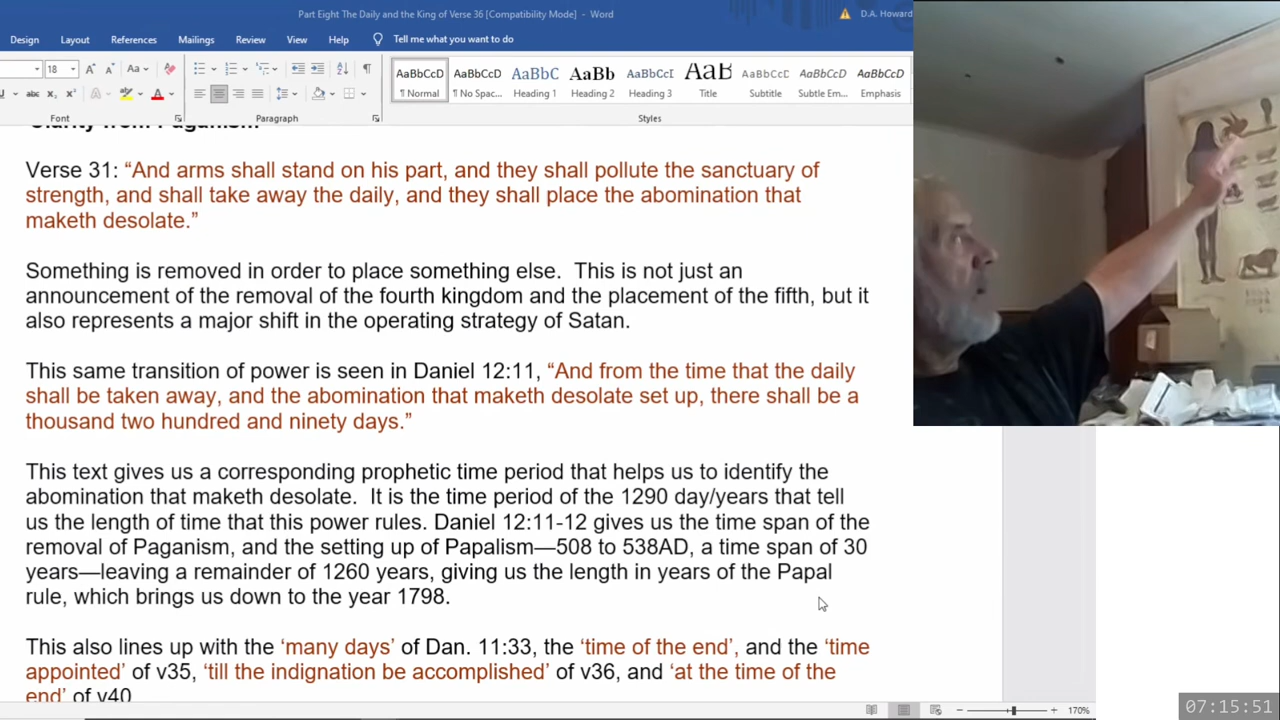 Part Eight The Daily and the King of Verse 36 [Compatibility Mode] - Word
D.A. Howard
Design Layout References Mailings Review View Help Tell me what you want to do
18
AaBbCcD AaBbCcD AaBbC AaBb AaBbCcI AaB AaBbCcD AaBbCcD AaBbCcD
¶ Normal ¶ No Spac... Heading 1 Heading 2 Heading 3 Title Subtitle Subtle Em... Emphasis
Font Paragraph Styles
Clarity from Paganism
Verse 31: “And arms shall stand on his part, and they shall pollute the sanctuary of
strength, and shall take away the daily, and they shall place the abomination that
maketh desolate.”
Something is removed in order to place something else. This is not just an
announcement of the removal of the fourth kingdom and the placement of the fifth, but it
also represents a major shift in the operating strategy of Satan.
This same transition of power is seen in Daniel 12:11, “And from the time that the daily
shall be taken away, and the abomination that maketh desolate set up, there shall be a
thousand two hundred and ninety days.”
This text gives us a corresponding prophetic time period that helps us to identify the
abomination that maketh desolate. It is the time period of the 1290 day/years that tell
us the length of time that this power rules. Daniel 12:11-12 gives us the time span of the
removal of Paganism, and the setting up of Papalism—508 to 538AD, a time span of 30
years—leaving a remainder of 1260 years, giving us the length in years of the Papal
rule, which brings us down to the year 1798.
This also lines up with the ‘many days’ of Dan. 11:33, the ‘time of the end’, and the ‘time
appointed’ of v35, ‘till the indignation be accomplished’ of v36, and ‘at the time of the
end’ of v40
170%
07:15:51